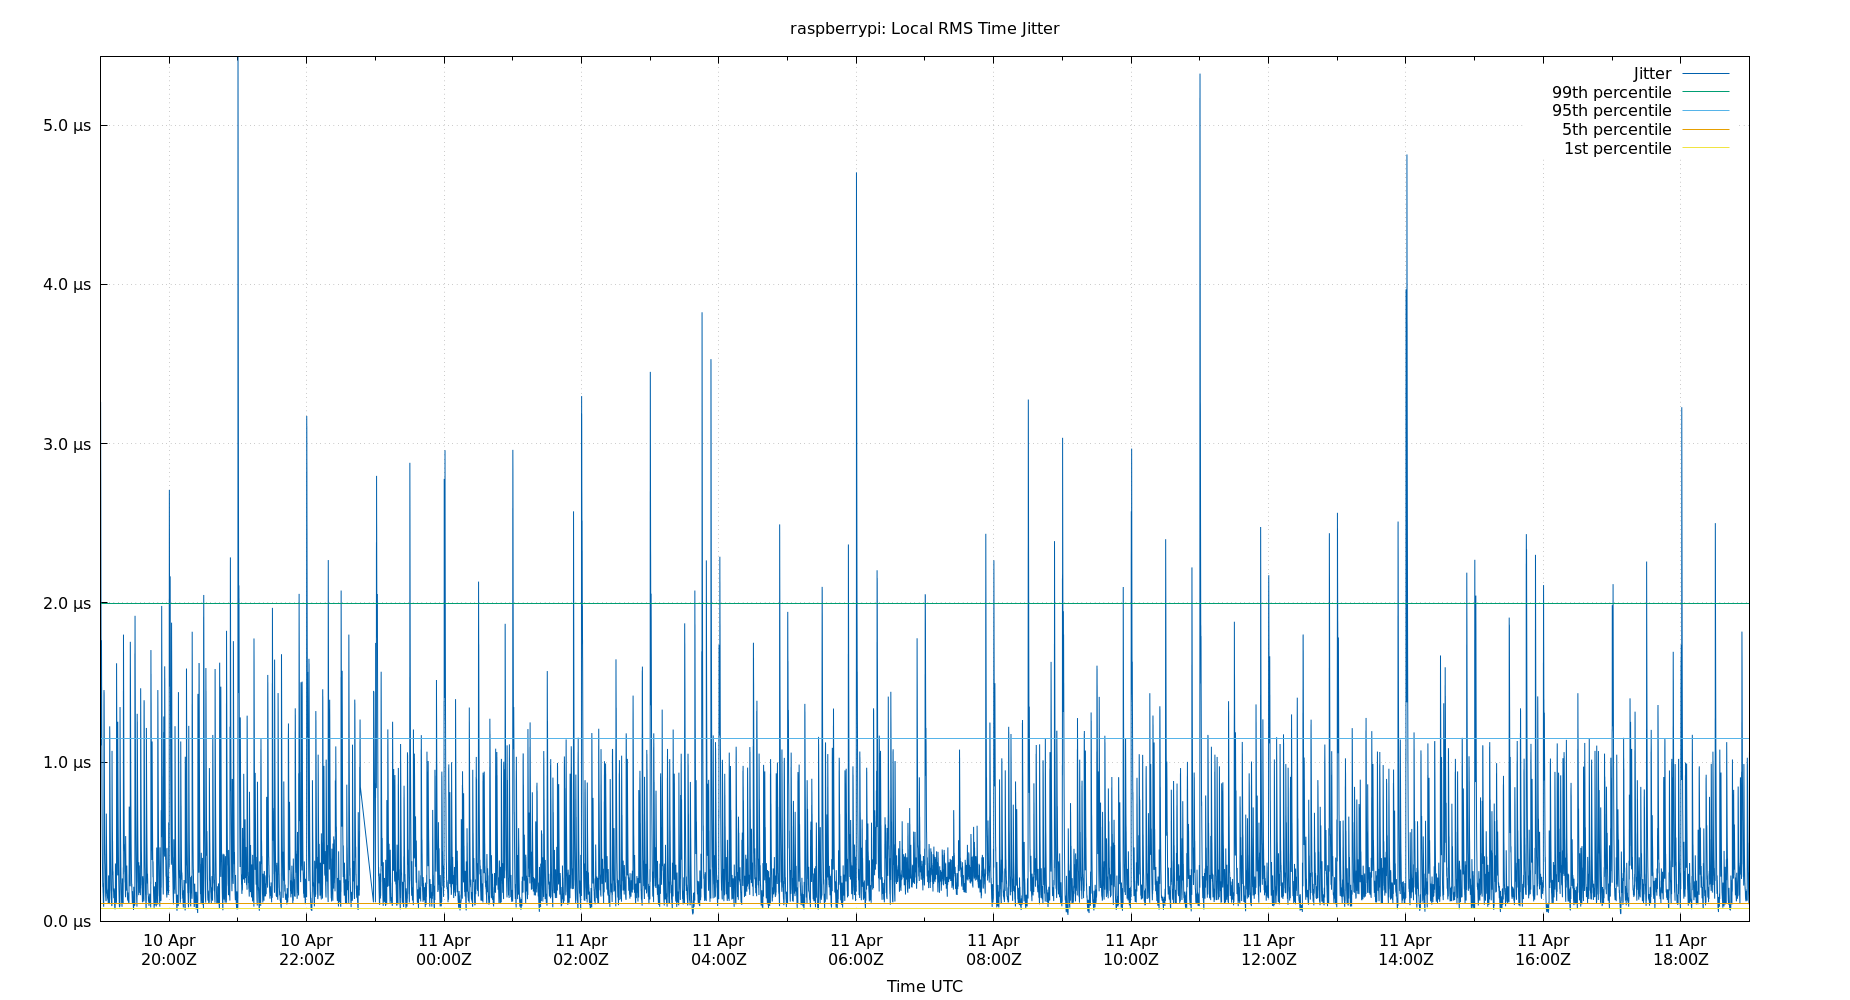 raspberrypi: Local RMS Time Jitter
Jitter
99th percentile
95th percentile
5th percentile
1st percentile
5.0 µs
4.0 µs
3.0 µs
2.0 µs
1.0 µs
0.0 µs
10 Apr 10 Apr 11 Apr 11 Apr 11 Apr 11 Apr 11 Apr 11 Apr 11 Apr 11 Apr 11 Apr 11 Apr
20:00Z 22:00Z 00:00Z 02:00Z 04:00Z 06:00Z 08:00Z 10:00Z 12:00Z 14:00Z 16:00Z 18:00Z
Time UTC